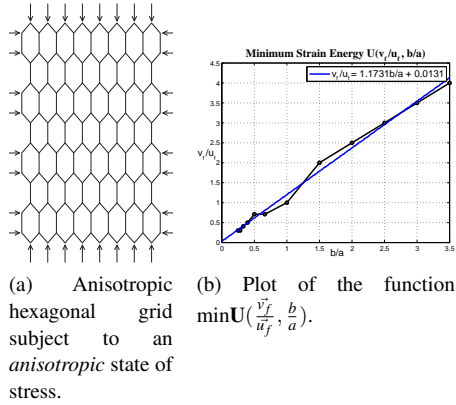 Minimum Strain Energy U(v_f/u_f, b/a)
v_f/u_f = 1.1731b/a + 0.0131
4.5
4
3.5
3
2.5
2
1.5
1
0.5
0
v_f/u_f
0 0.5 1 1.5 2 2.5 3 3.5
b/a
(a) Anisotropic
hexagonal grid
subject to an
anisotropic state of
stress.
(b) Plot of the function
minU(\vec{v_f}/\vec{u_f}, b/a).